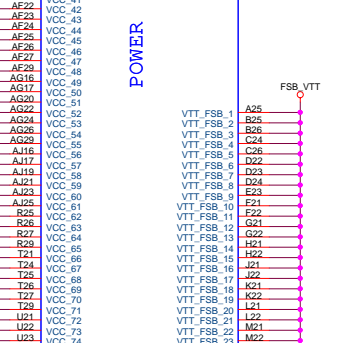 VCC_41
AF22 VCC_42
AF23 VCC_43
AF24 VCC_44
AF25 VCC_45
AF26 VCC_46
AF27 VCC_47
AF29 VCC_48
AG16 VCC_49
AG17 VCC_50
AG20 VCC_51
AG22 VCC_52
AG24 VCC_53
AG26 VCC_54
AG29 VCC_55
AJ16 VCC_56
AJ17 VCC_57
AJ19 VCC_58
AJ21 VCC_59
AJ23 VCC_60
AJ25 VCC_61
R25 VCC_62
R26 VCC_63
R27 VCC_64
R29 VCC_65
T21 VCC_66
T24 VCC_67
T25 VCC_68
T26 VCC_69
T27 VCC_70
T29 VCC_71
U21 VCC_72
U22 VCC_73
U23 VCC_74
POWER
FSB_VTT
VTT_FSB_1 A25
VTT_FSB_2 B25
VTT_FSB_3 B26
VTT_FSB_4 C24
VTT_FSB_5 C26
VTT_FSB_6 D22
VTT_FSB_7 D23
VTT_FSB_8 D24
VTT_FSB_9 E23
VTT_FSB_10 F21
VTT_FSB_11 F22
VTT_FSB_12 G21
VTT_FSB_13 G22
VTT_FSB_14 H21
VTT_FSB_15 H22
VTT_FSB_16 J21
VTT_FSB_17 J22
VTT_FSB_18 K21
VTT_FSB_19 K22
VTT_FSB_20 L21
VTT_FSB_21 L22
VTT_FSB_22 M21
VTT_FSB_23 M22